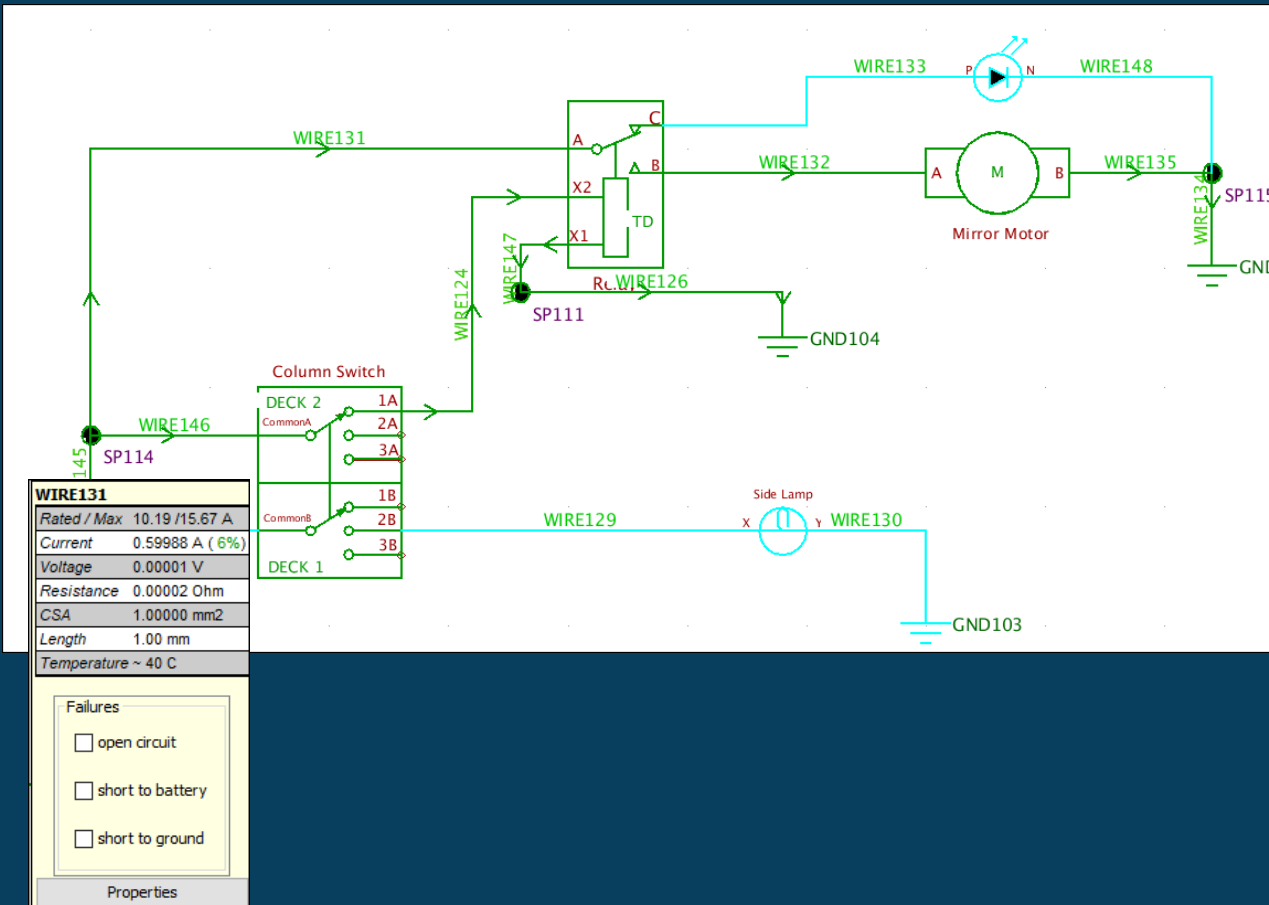 WIRE133
P
N
WIRE148
C
WIRE131
A
B
WIRE132
A
M
B
WIRE135
X2
SP115
TD
WIRE134
Mirror Motor
X1
WIRE147
WIRE126
GND
SP111
WIRE124
GND104
Column Switch
DECK 2
1A
CommonA
2A
WIRE146
3A
SP114
145
1B
CommonB
2B
WIRE129
Side Lamp
X
Y
WIRE130
3B
DECK 1
GND103
WIRE131
Rated / Max 10.19 /15.67 A
Current 0.59988 A ( 6%)
Voltage 0.00001 V
Resistance 0.00002 Ohm
CSA 1.00000 mm2
Length 1.00 mm
Temperature ~ 40 C
Failures
open circuit
short to battery
short to ground
Properties